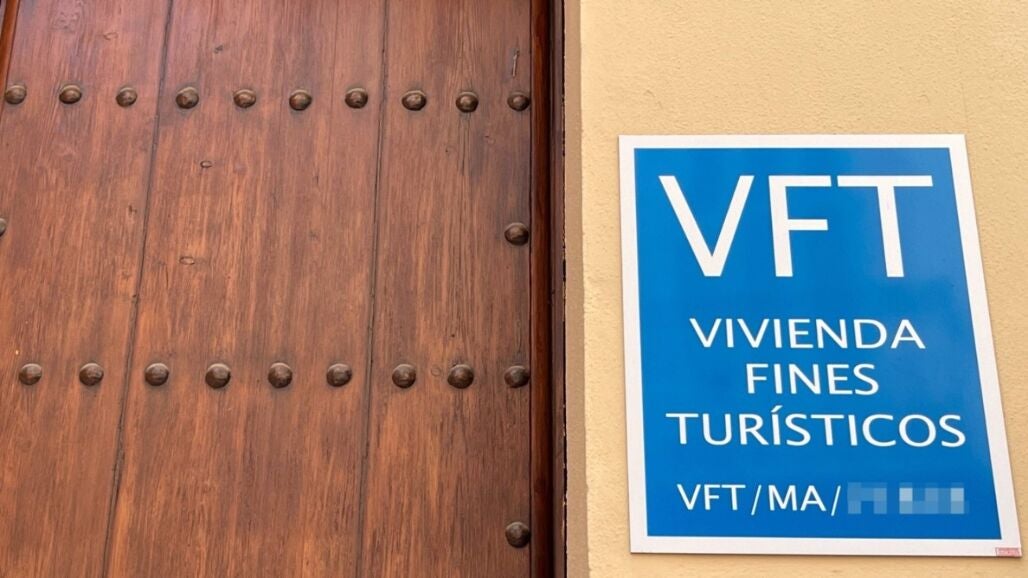 VFT
VIVIENDA
FINES
TURÍSTICOS
VFT/MA/